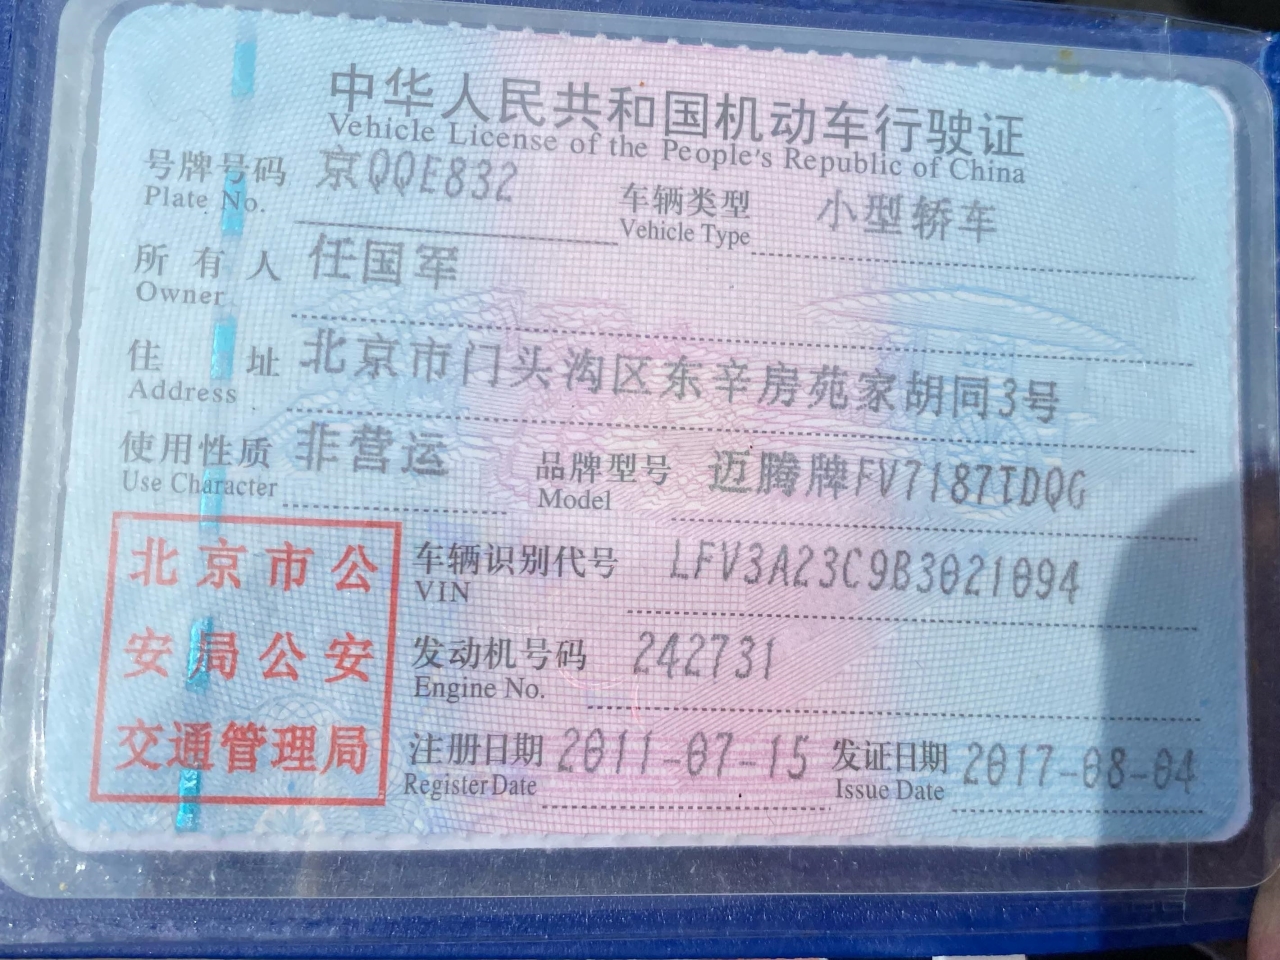 中华人民共和国机动车行驶证
Vehicle License of the People's Republic of China
号牌号码 京QQE832 车辆类型 小型轿车
Plate No. Vehicle Type
所有人 任国军
Owner
住址 北京市门头沟区东辛房苑家胡同3号
Address
使用性质 非营运 品牌型号 迈腾牌FV7187TDQG
Use Character Model
北京市公
安局公安
交通管理局
车辆识别代号 LFV3A23C9B3021094
VIN
发动机号码 242731
Engine No.
注册日期 2011-07-15 发证日期 2017-08-04
Register Date Issue Date